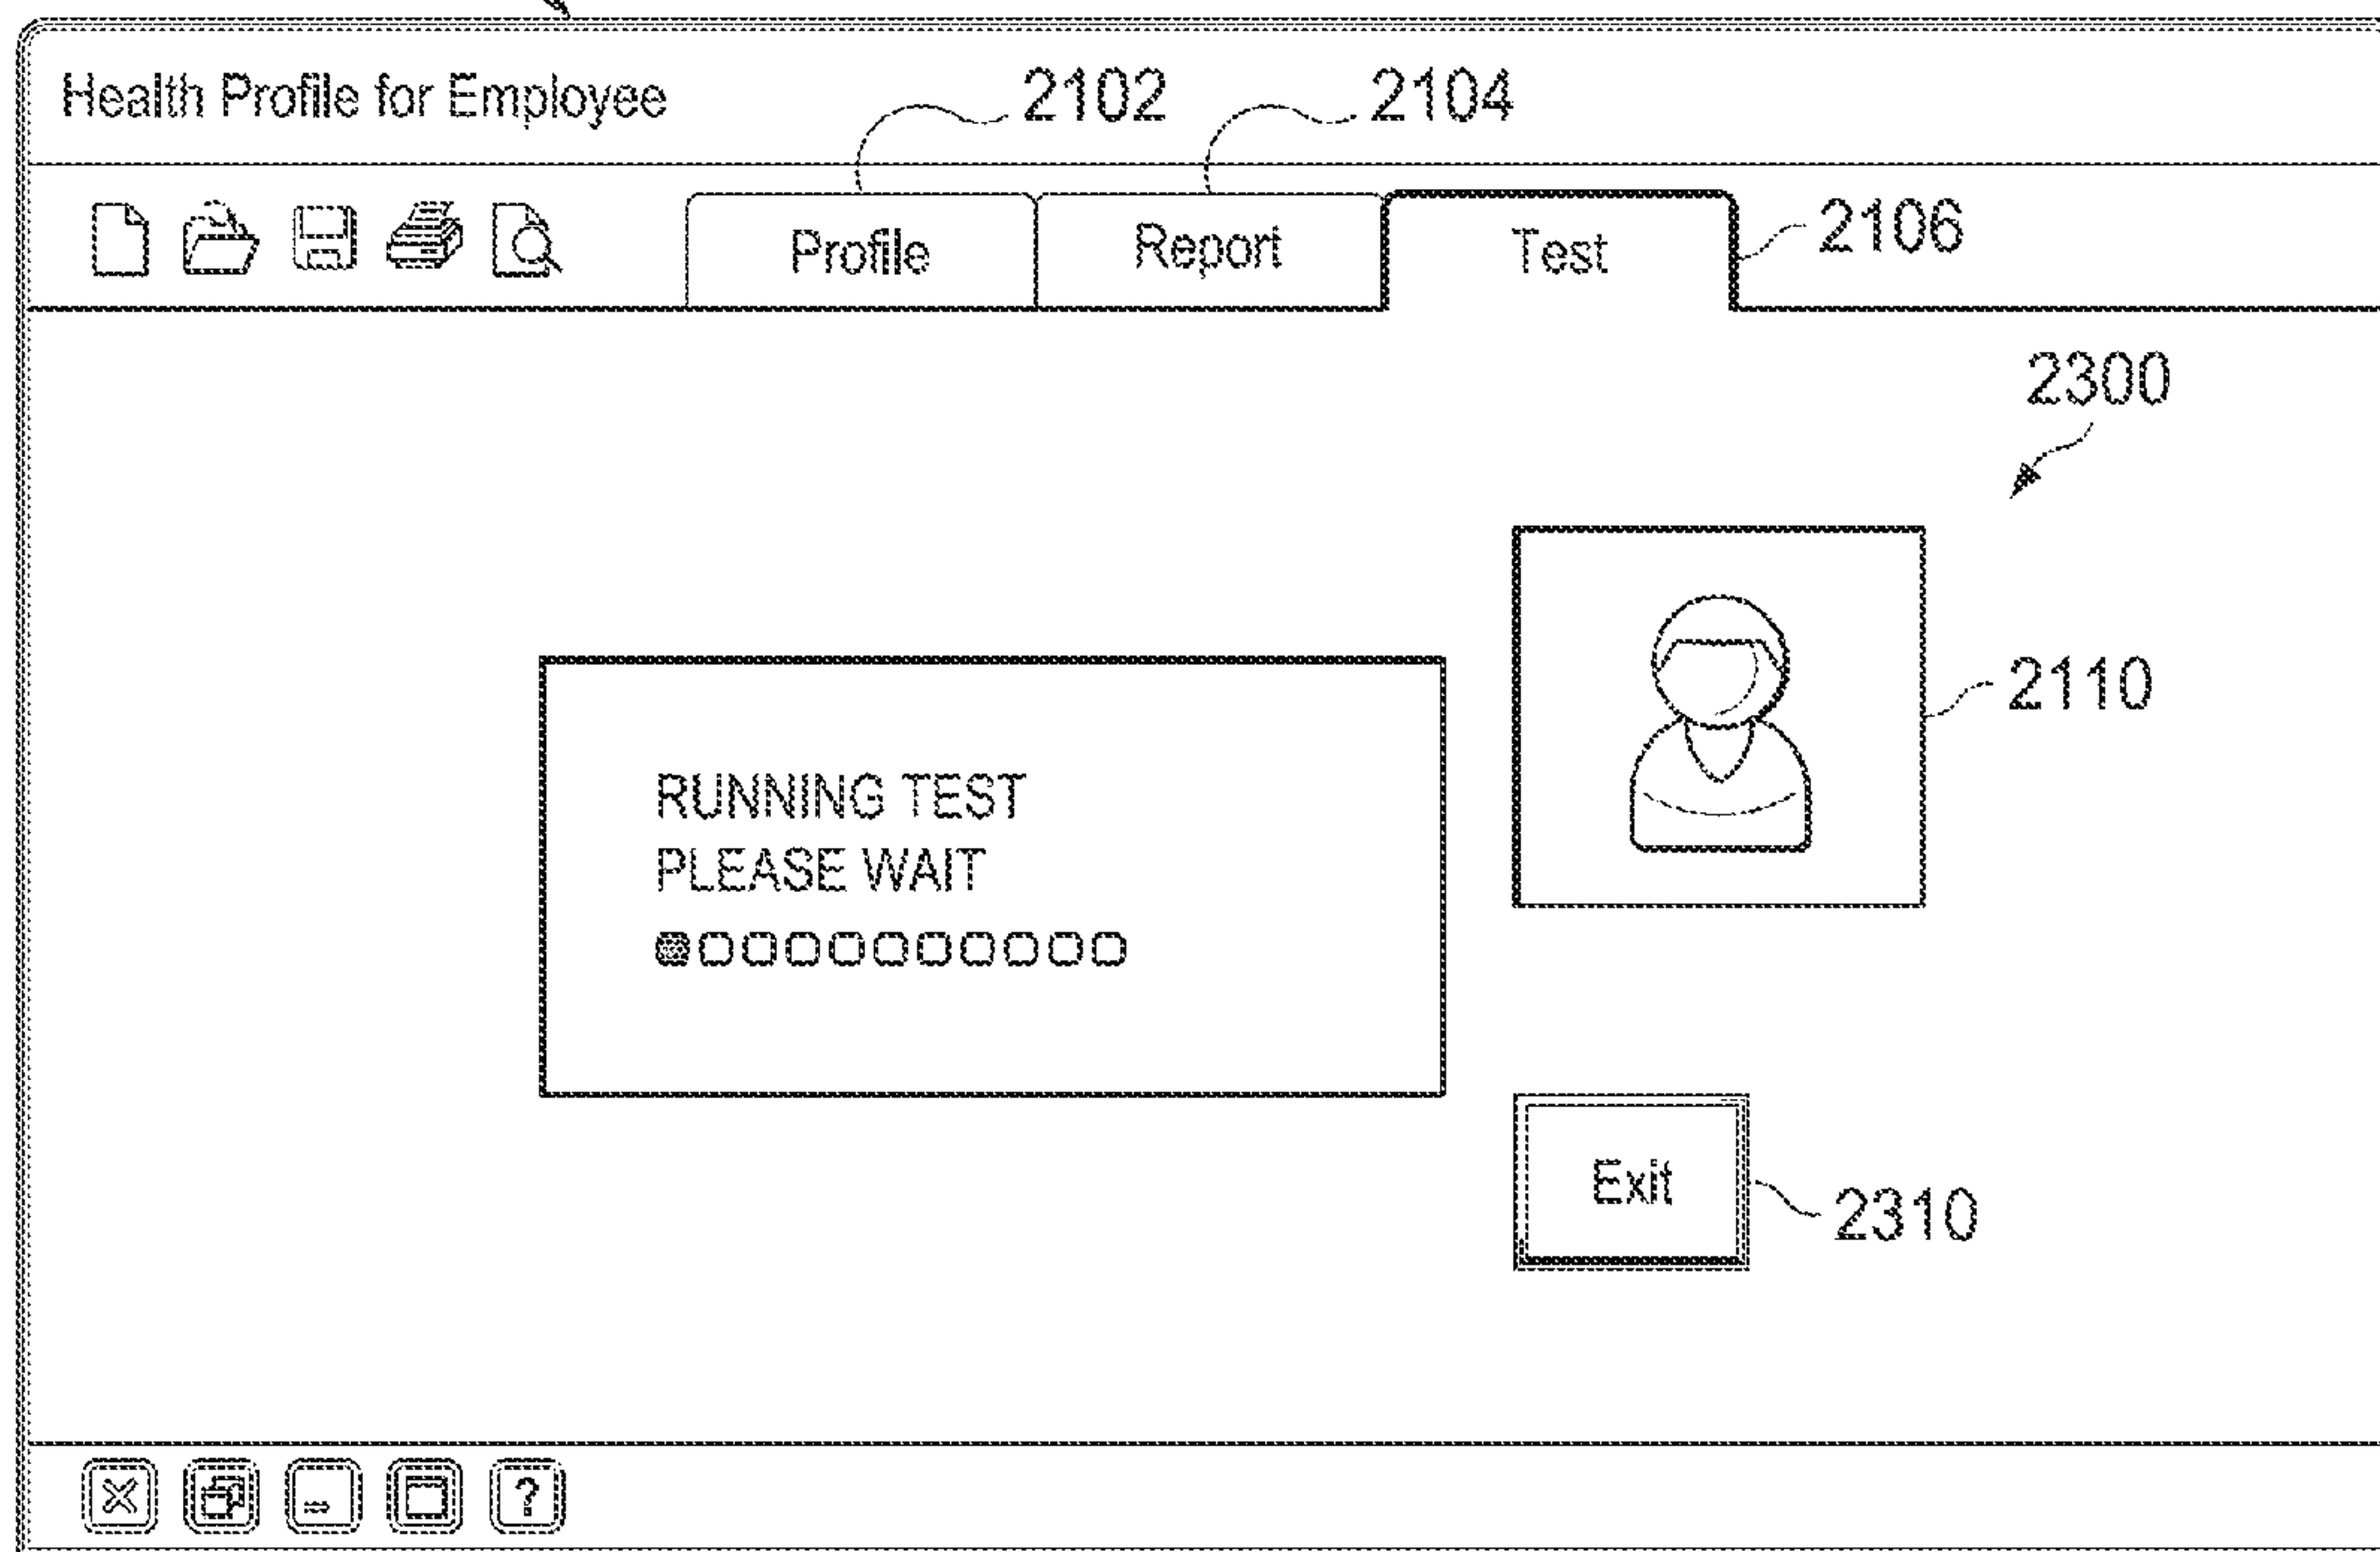 Health Profile for Employee
2102
2104
Profile
Report
Test
2106
2300
2110
RUNNING TEST
PLEASE WAIT
Exit
2310
?